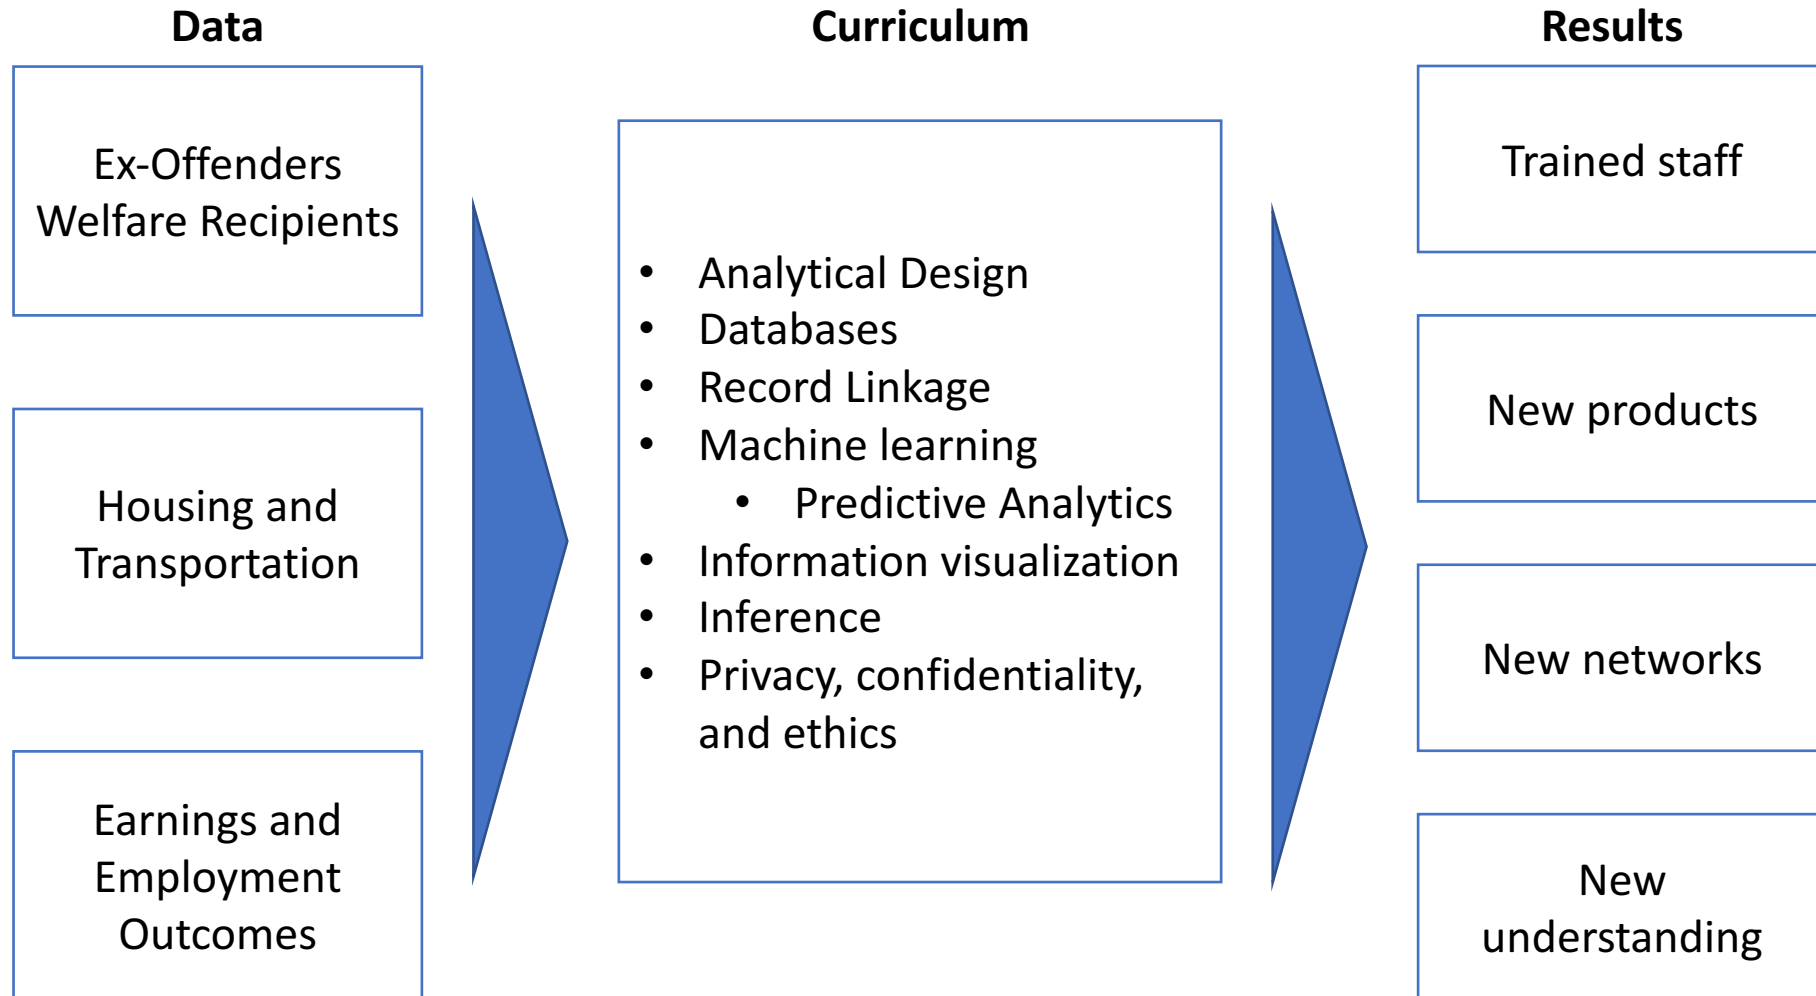 Data
Ex-Offenders
Welfare Recipients
Housing and
Transportation
Earnings and
Employment
Outcomes
Curriculum
• Analytical Design
• Databases
• Record Linkage
• Machine learning
• Predictive Analytics
• Information visualization
• Inference
• Privacy, confidentiality,
and ethics
Results
Trained staff
New products
New networks
New
understanding